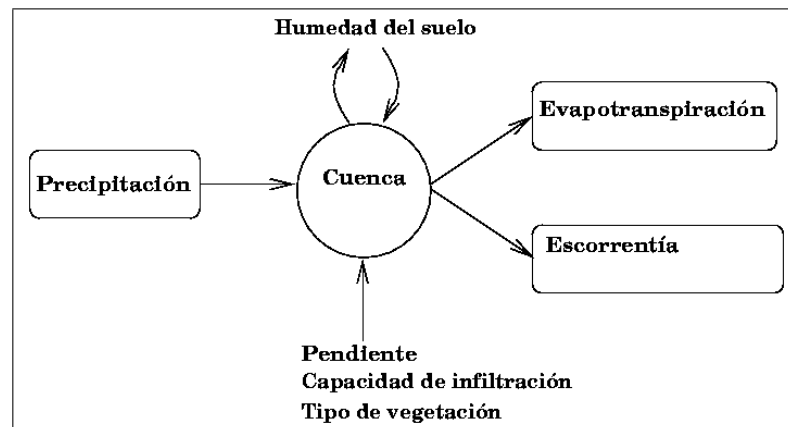 Humedad del suelo
Evapotranspiración
Precipitación
Cuenca
Escorrentía
Pendiente
Capacidad de infiltración
Tipo de vegetación